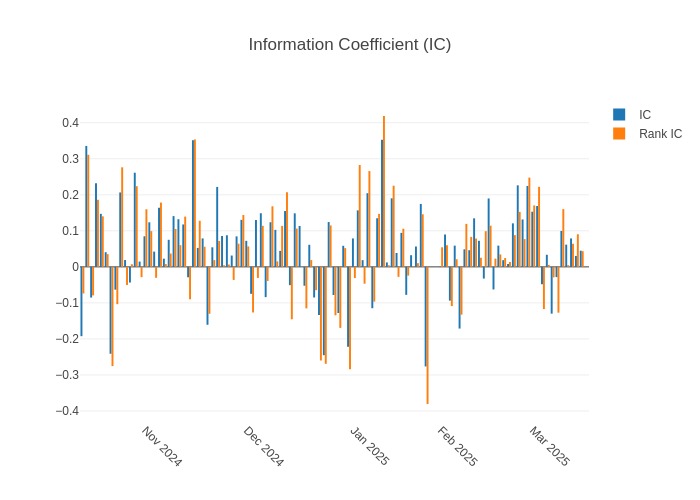 Information Coefficient (IC)
IC
Rank IC
0.4
0.3
0.2
0.1
0
−0.1
−0.2
−0.3
−0.4
Nov 2024
Dec 2024
Jan 2025
Feb 2025
Mar 2025